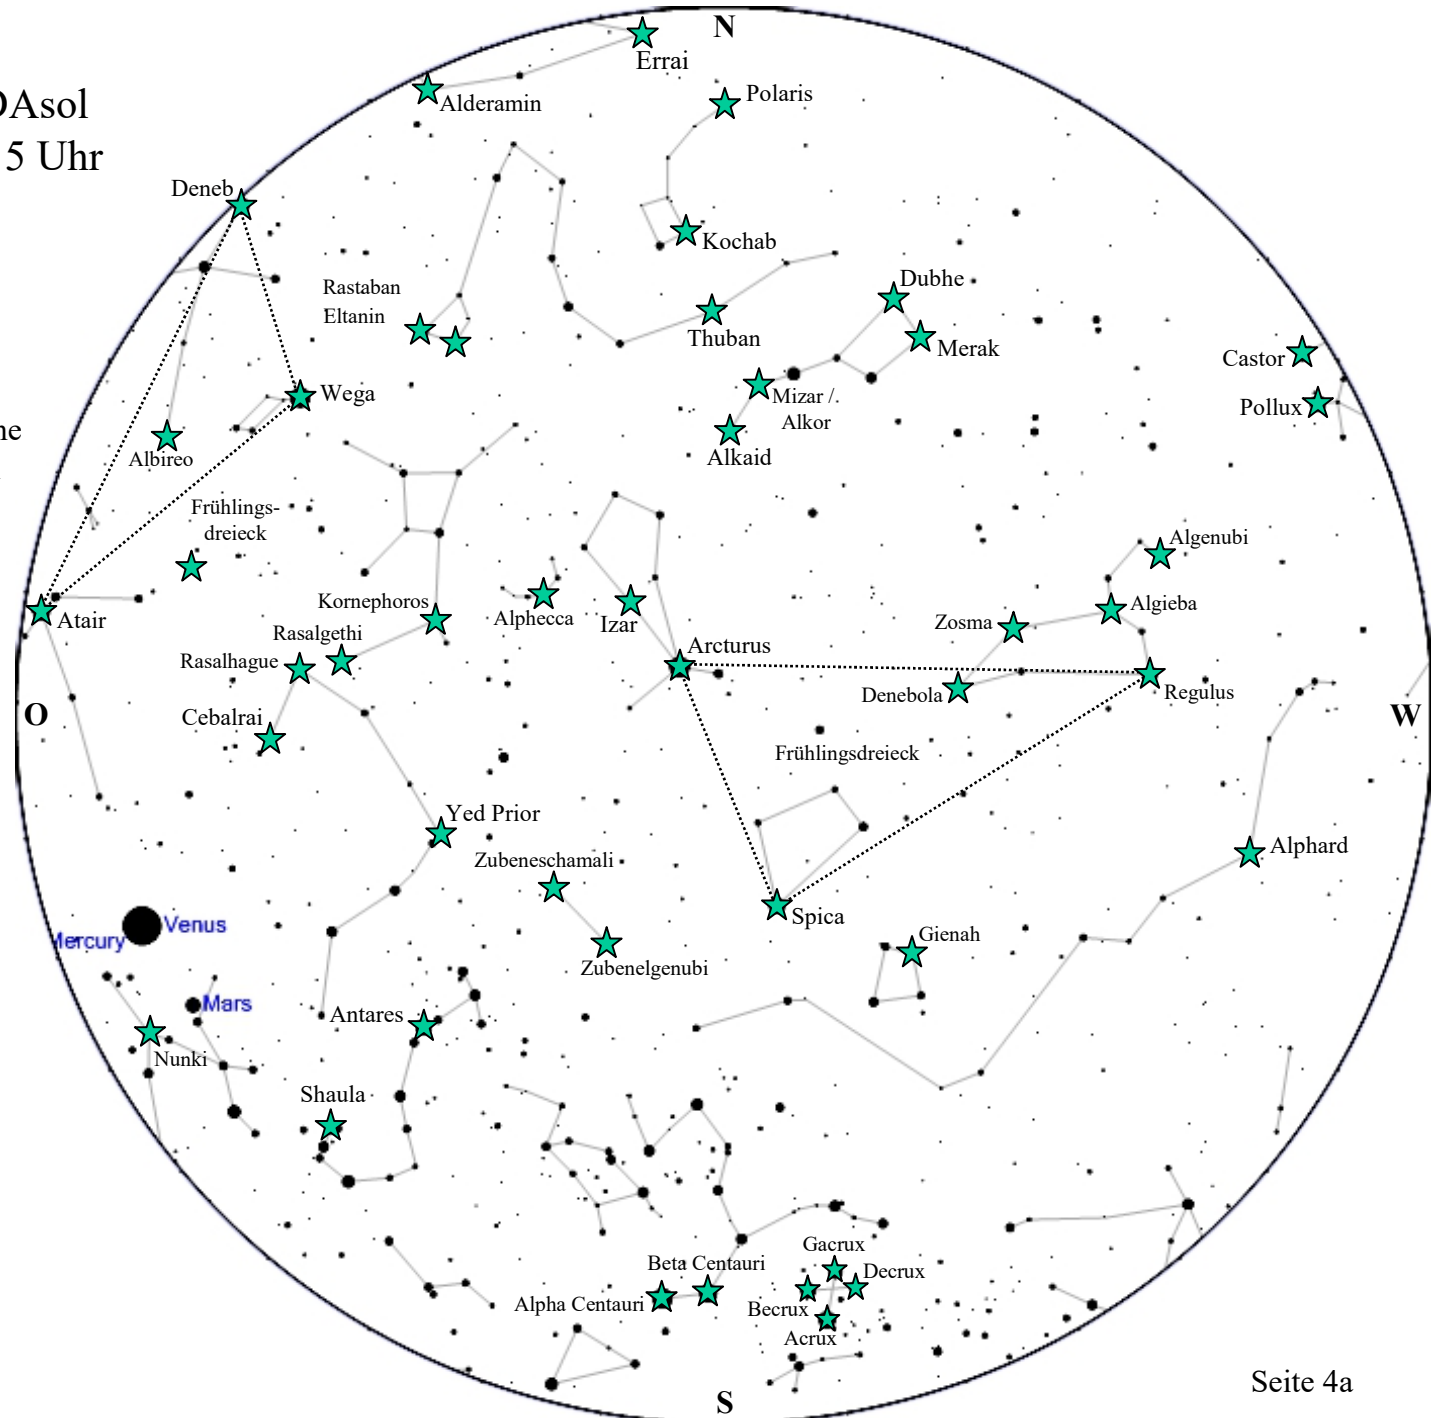 N
Errai
Alderamin
Polaris
DAsol
5 Uhr
Deneb
Kochab
Rastaban
Eltanin
Dubhe
Thuban
Merak
Castor
Wega
Mizar /
Alkor
Pollux
Alkaid
Albireo
Frühlings-
dreieck
Algenubi
Atair
Kornephoros
Alphecca
Izar
Zosma
Algieba
Rasalgethi
Rasalhague
Arcturus
Denebola
Regulus
O
Cebalrai
W
Frühlingsdreieck
Yed Prior
Zubeneschamali
Alphard
Spica
Venus
Mercury
Gienah
Zubenelgenubi
Mars
Antares
Nunki
Shaula
Gacrux
Beta Centauri
Decrux
Alpha Centauri
Becrux
Acrux
Seite 4a
S